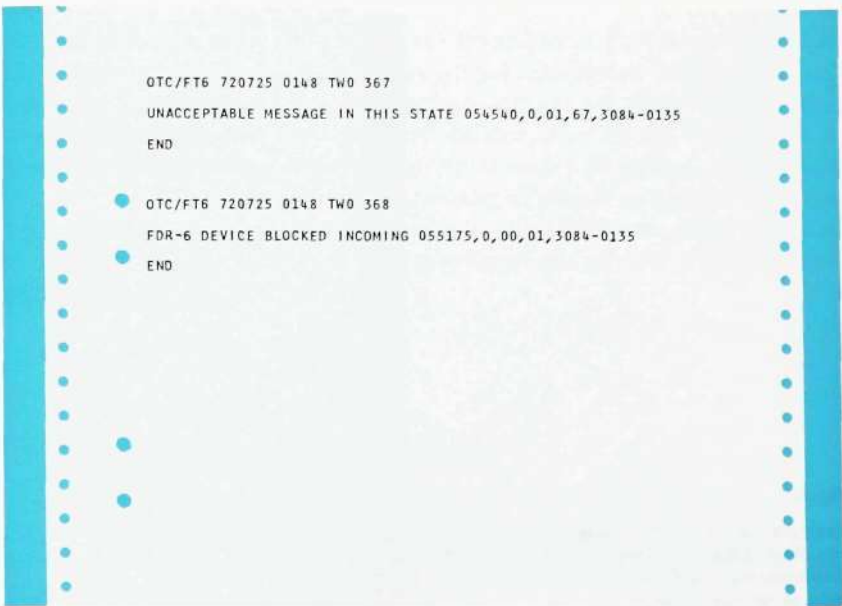 OTC/FT6 720725 0148 TWO 367
UNACCEPTABLE MESSAGE IN THIS STATE 054540,0,01,67,3084-0135
END
OTC/FT6 720725 0148 TWO 368
FDR-6 DEVICE BLOCKED INCOMING 055175,0,00,01,3084-0135
END